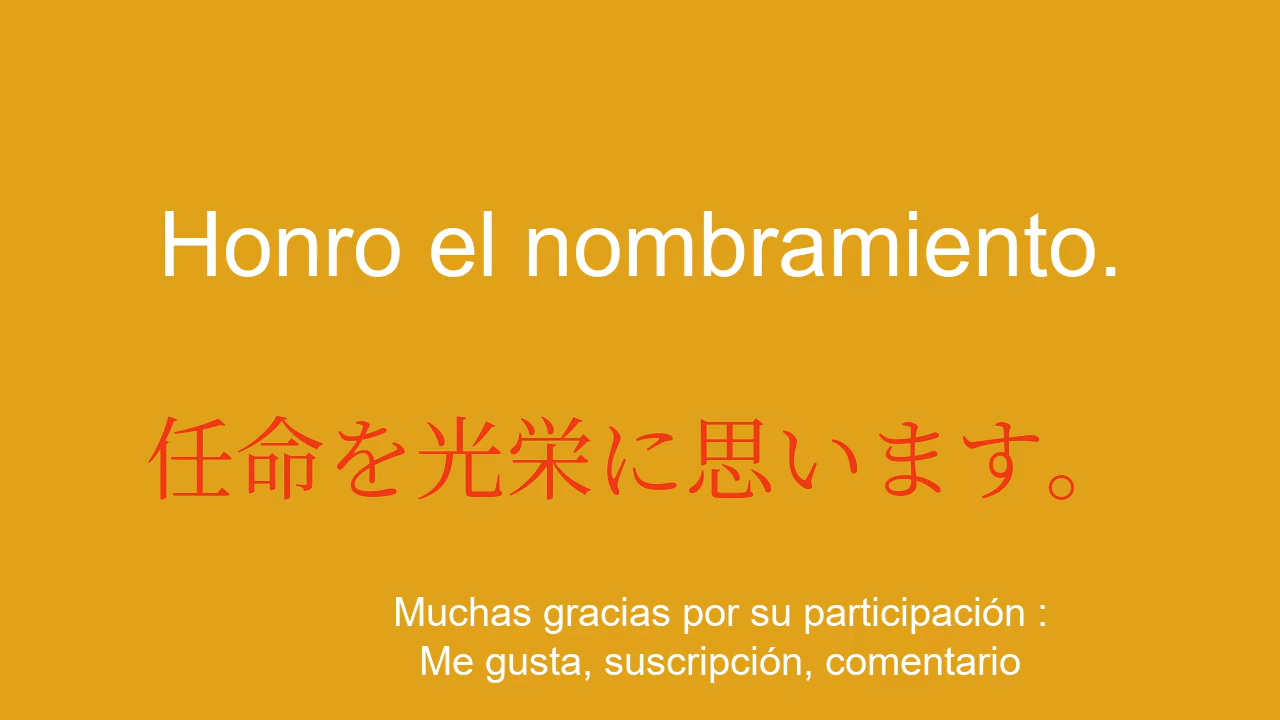 Honro el nombramiento.
任命を光栄に思います。
Muchas gracias por su participación :
Me gusta, suscripción, comentario